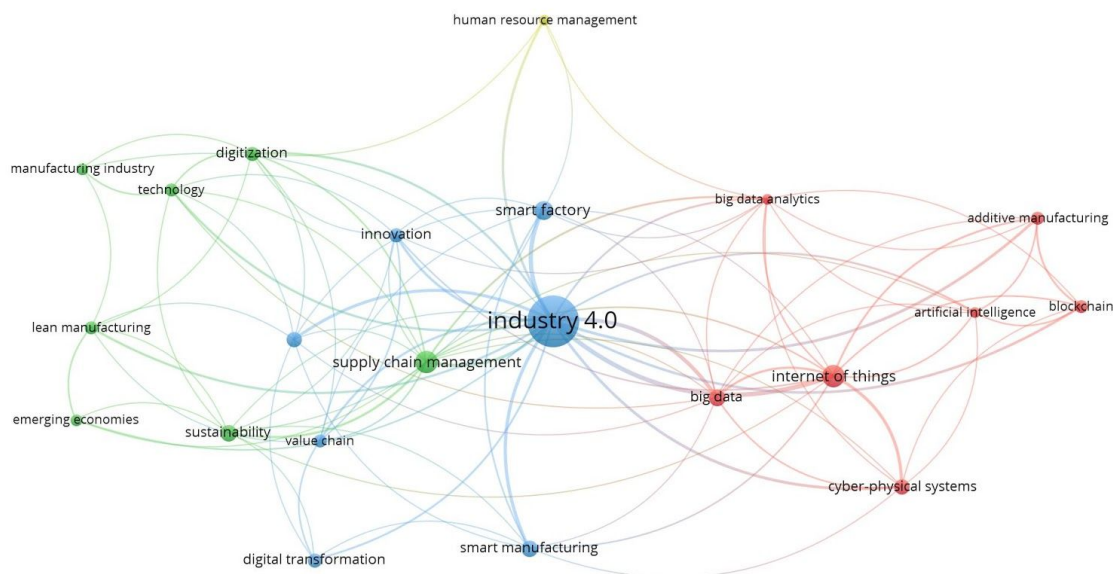 human resource management
digitization
manufacturing industry
technology
big data analytics
smart factory
additive manufacturing
innovation
blockchain
artificial intelligence
industry 4.0
lean manufacturing
supply chain management
internet of things
big data
emerging economies
sustainability
value chain
cyber-physical systems
smart manufacturing
digital transformation